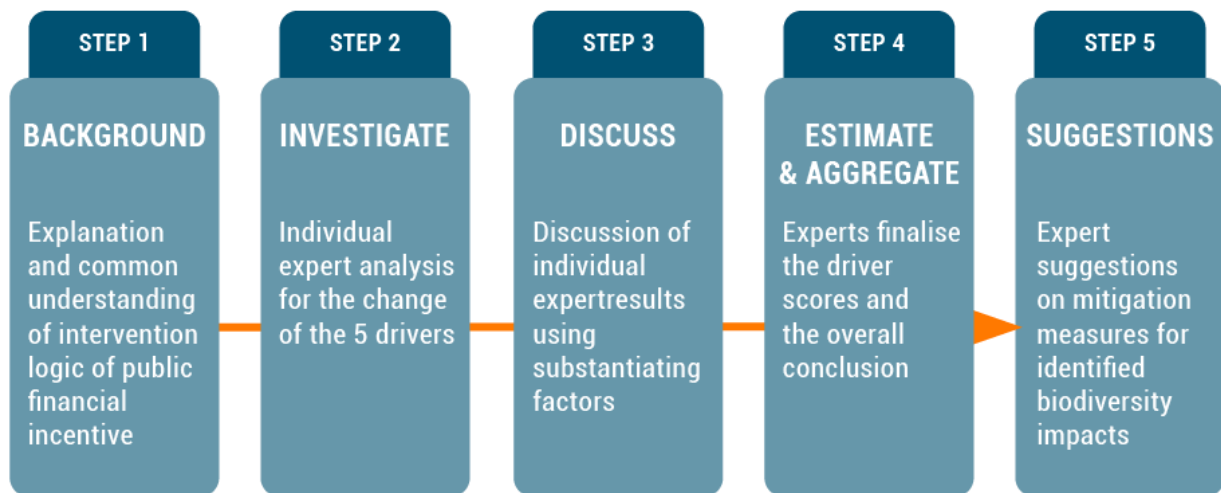 STEP 1
BACKGROUND
Explanation
and common
understanding
of intervention
logic of public
financial
incentive
STEP 2
INVESTIGATE
Individual
expert analysis
for the change
of the 5 drivers
STEP 3
DISCUSS
Discussion of
individual
expertresults
using
substantiating
factors
STEP 4
ESTIMATE
& AGGREGATE
Experts finalise
the driver
scores and
the overall
conclusion
STEP 5
SUGGESTIONS
Expert
suggestions
on mitigation
measures for
identified
biodiversity
impacts